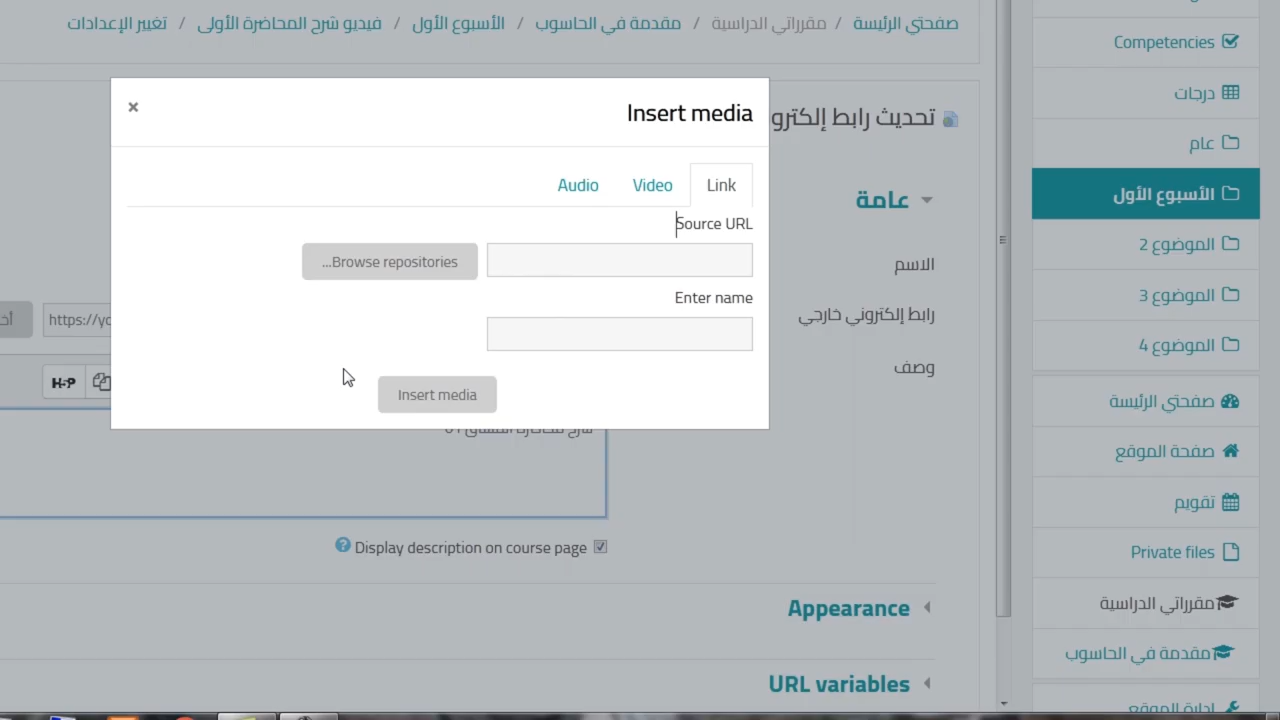 صفحتي الرئيسة / مقرراتي الدراسية / مقدمة في الحاسوب / الأسبوع الأول / فيديو شرح المحاضرة الأولى / تغيير الإعدادات
Competencies
درجات
عام
الأسبوع الأول
الموضوع 2
الموضوع 3
الموضوع 4
صفحتي الرئيسة
صفحة الموقع
تقويم
Private files
مقرراتي الدراسية
مقدمة في الحاسوب
إدارة الموقع
تحديث رابط إلكترو
عامة
الاسم
رابط إلكتروني خارجي
https://yo
وصف
H-P
Insert media
×
Link
Video
Audio
Source URL
Browse repositories...
Enter name
Insert media
Display description on course page
Appearance
URL variables